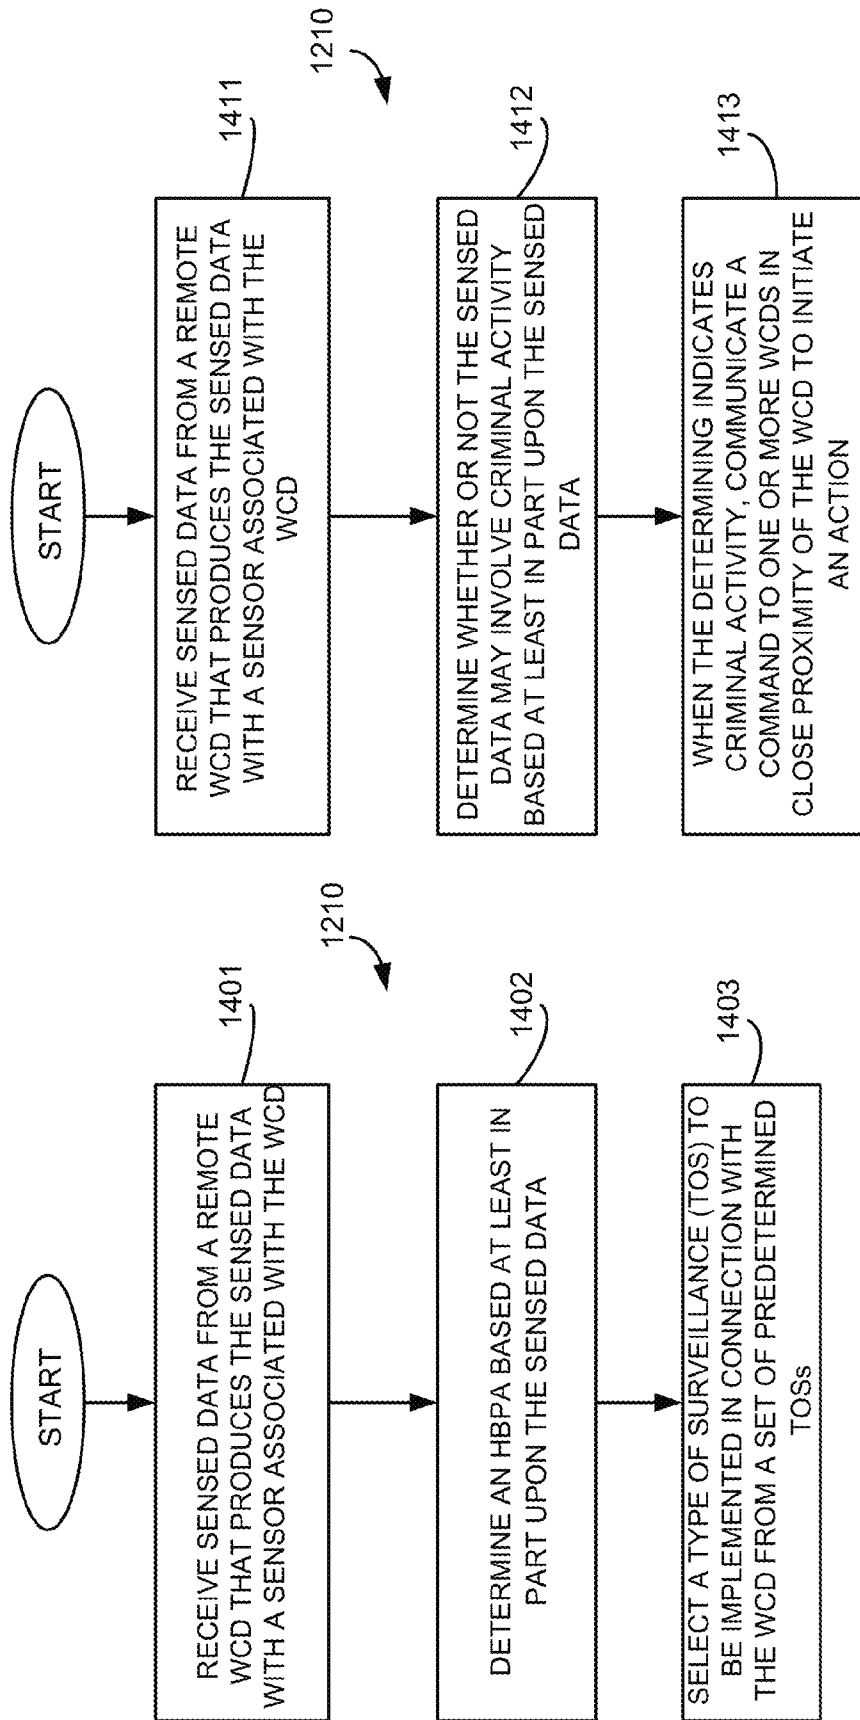 START
RECEIVE SENSED DATA FROM A REMOTE
WCD THAT PRODUCES THE SENSED DATA
WITH A SENSOR ASSOCIATED WITH THE WCD
1401
1210
DETERMINE AN HBPA BASED AT LEAST IN
PART UPON THE SENSED DATA
1402
SELECT A TYPE OF SURVEILLANCE (TOS) TO
BE IMPLEMENTED IN CONNECTION WITH
THE WCD FROM A SET OF PREDETERMINED
TOSs
1403
START
RECEIVE SENSED DATA FROM A REMOTE
WCD THAT PRODUCES THE SENSED DATA
WITH A SENSOR ASSOCIATED WITH THE
WCD
1411
1210
DETERMINE WHETHER OR NOT THE SENSED
DATA MAY INVOLVE CRIMINAL ACTIVITY
BASED AT LEAST IN PART UPON THE SENSED
DATA
1412
WHEN THE DETERMINING INDICATES
CRIMINAL ACTIVITY, COMMUNICATE A
COMMAND TO ONE OR MORE WCDS IN
CLOSE PROXIMITY OF THE WCD TO INITIATE
AN ACTION
1413